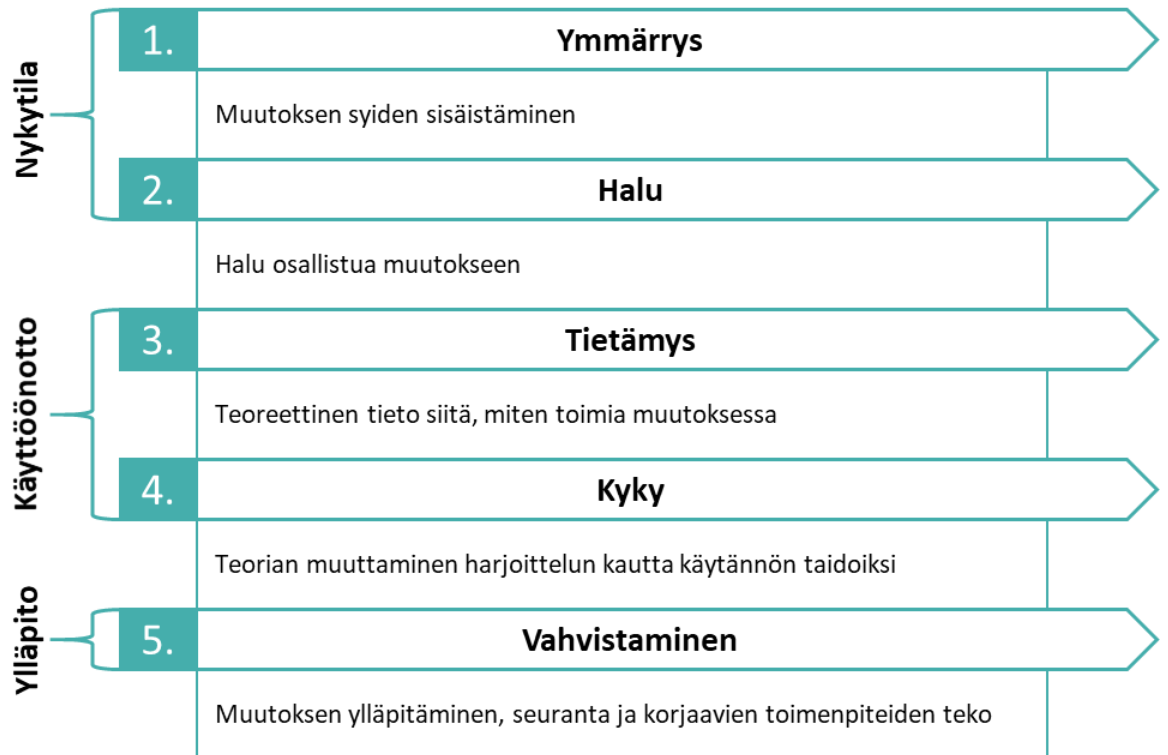 Nykytila
1.
Ymmärrys
Muutoksen syiden sisäistäminen
2.
Halu
Halu osallistua muutokseen
Käyttöönotto
3.
Tietämys
Teoreettinen tieto siitä, miten toimia muutoksessa
4.
Kyky
Teorian muuttaminen harjoittelun kautta käytännön taidoiksi
Ylläpito
5.
Vahvistaminen
Muutoksen ylläpitäminen, seuranta ja korjaavien toimenpiteiden teko